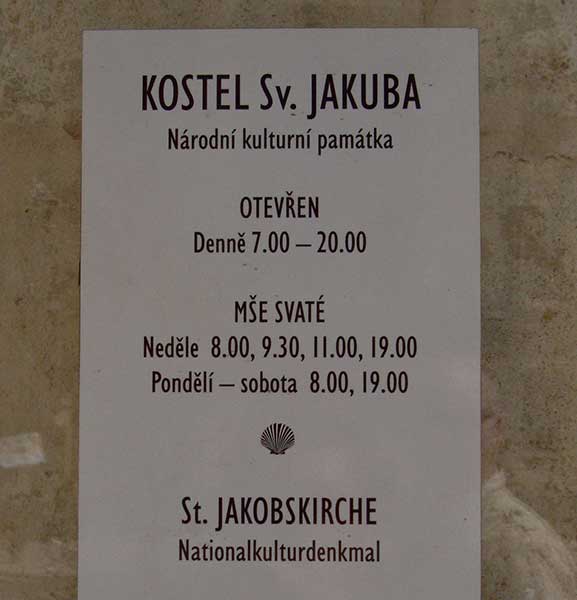 KOSTEL Sv. JAKUBA
Národní kulturní památka
OTEVŘEN
Denně 7.00 – 20.00
MŠE SVATÉ
Neděle 8.00, 9.30, 11.00, 19.00
Pondělí – sobota 8.00, 19.00
St. JAKOBSKIRCHE
Nationalkulturdenkmal